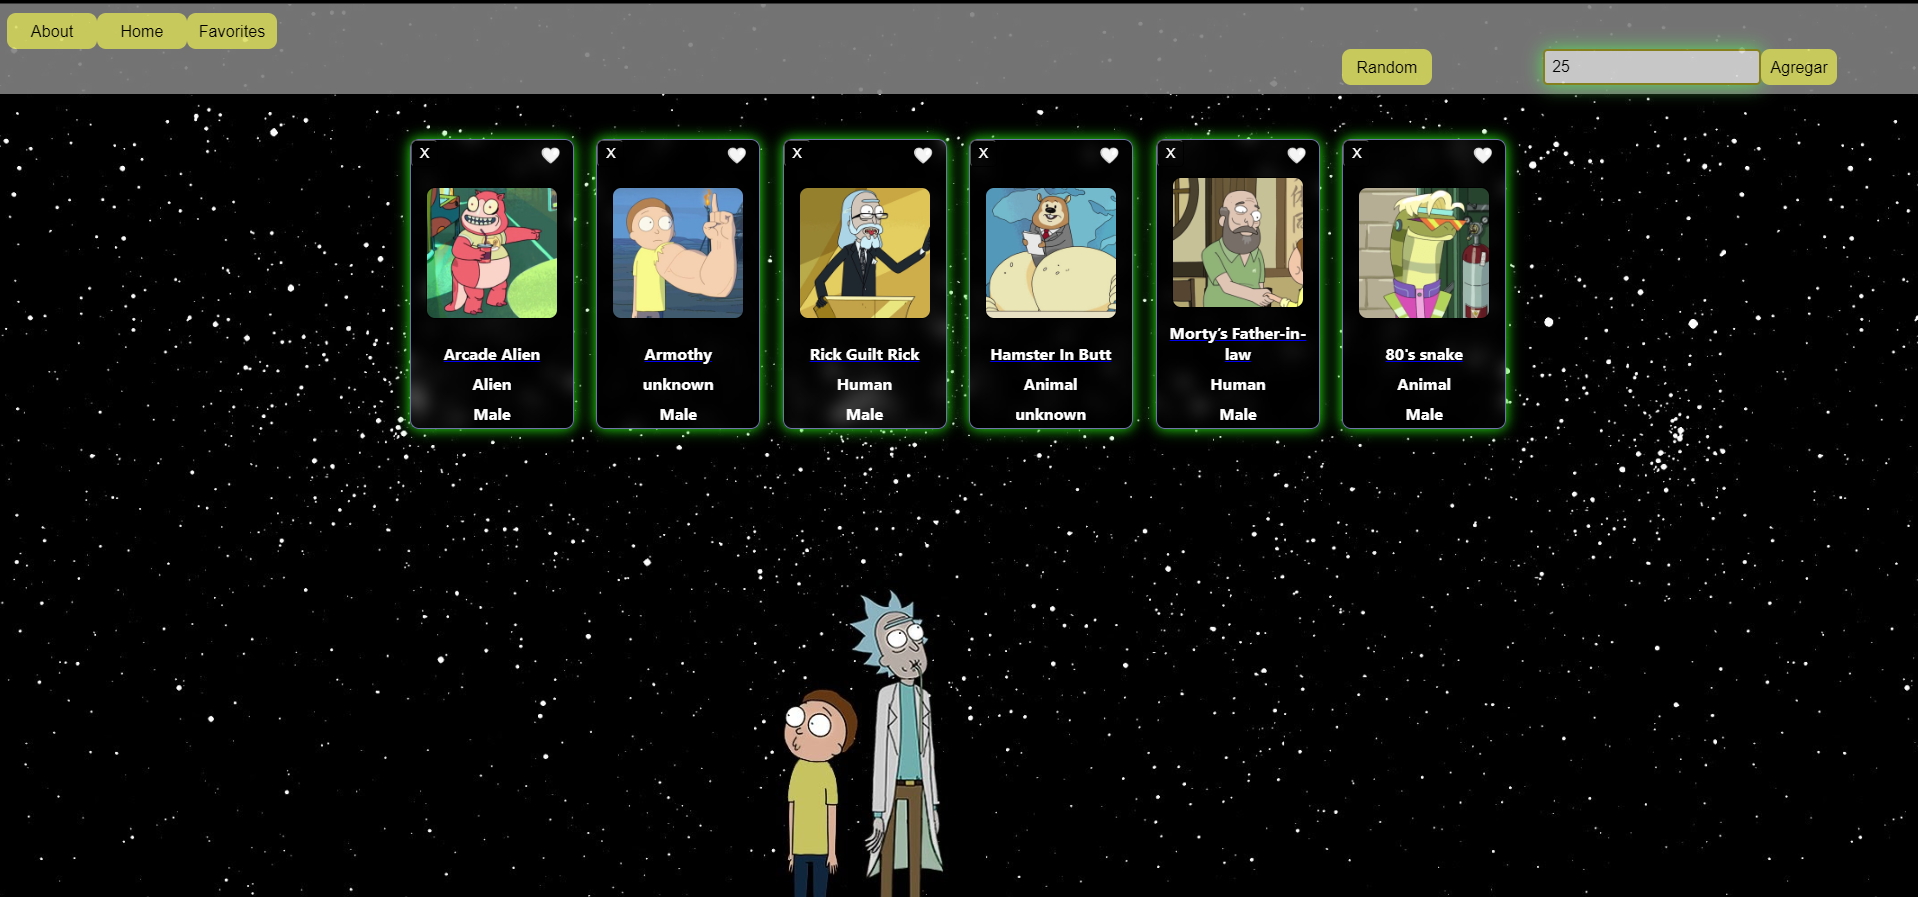 About Home Favorites
Random 25 Agregar
X X X X X X
Arcade Alien
Alien
Male
Armothy
unknown
Male
Rick Guilt Rick
Human
Male
Hamster In Butt
Animal
unknown
Morty’s Father-in-
law
Human
Male
80's snake
Animal
Male